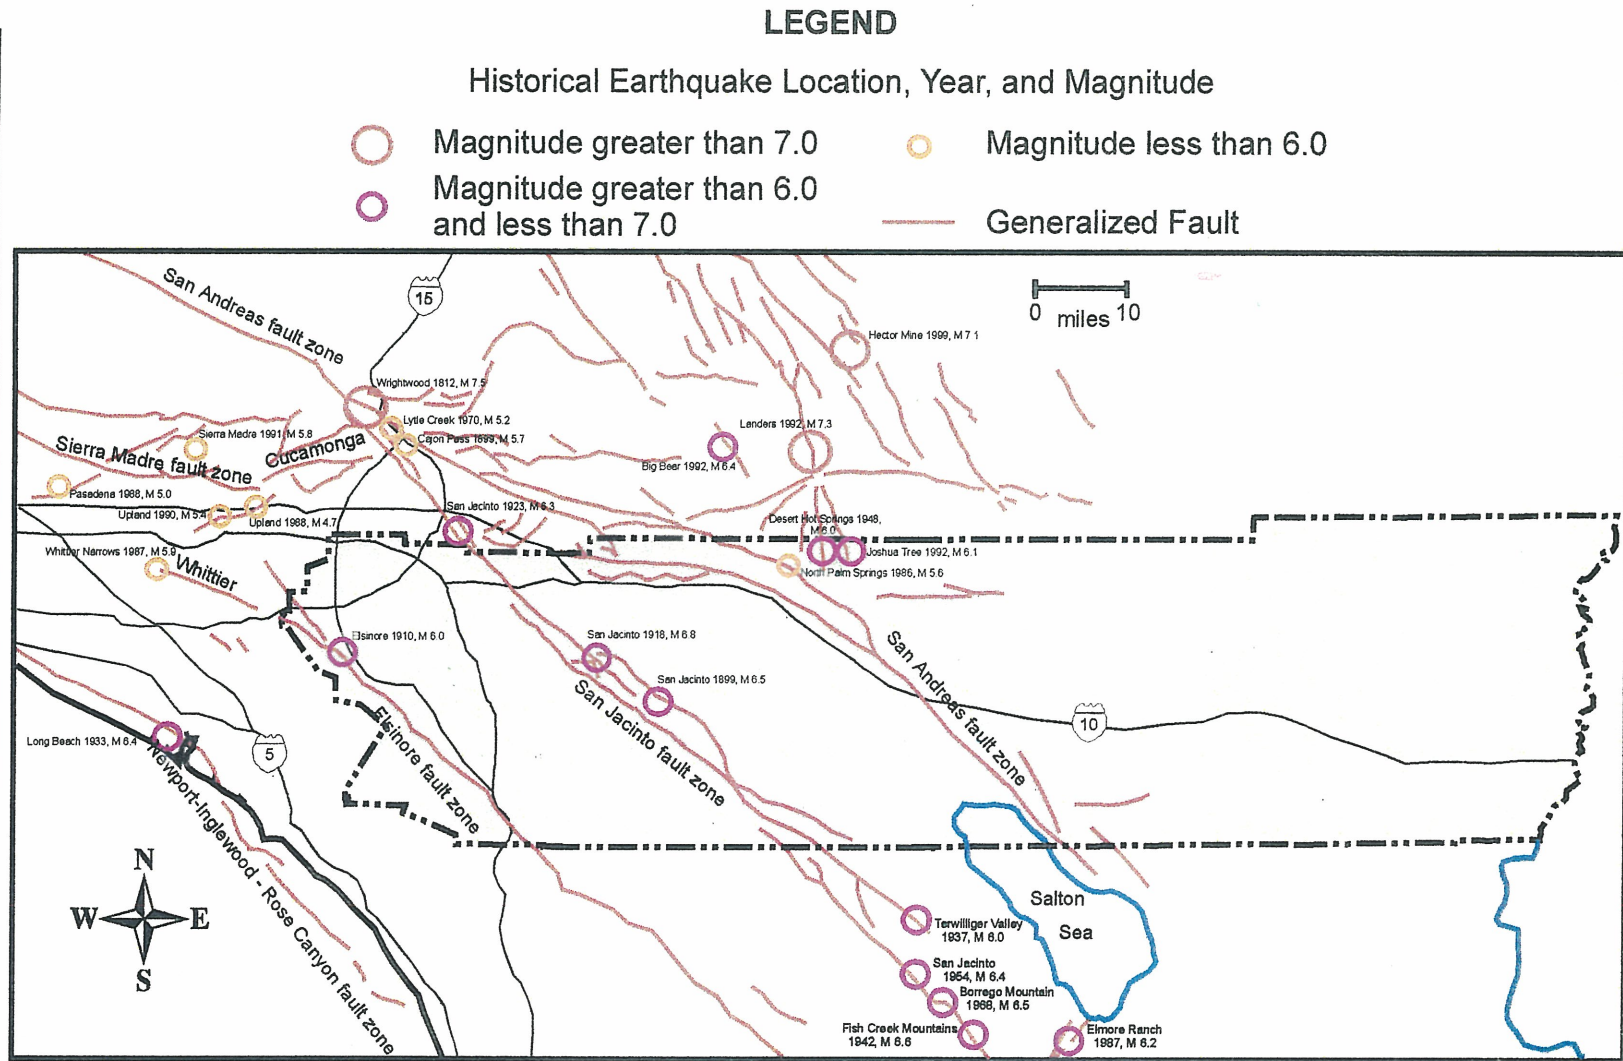 LEGEND
Historical Earthquake Location, Year, and Magnitude
Magnitude greater than 7.0
Magnitude less than 6.0
Magnitude greater than 6.0
and less than 7.0
Generalized Fault
San Andreas fault zone
15
0 miles 10
Hector Mine 1999, M 7 1
Wrightwood 1812, M 7.5
Lytle Creek 1970, M 5.2
Cajon Pass 1899, M 5.7
Landers 1992, M 7.3
Sierra Madre 1991, M 5.8
Cucamonga
Sierra Madre fault zone
Big Bear 1992, M 6.4
Pasadena 1988, M 5.0
Upland 1990, M 5.4
Upland 1988, M 4.7
San Jacinto 1923, M 6.3
Desert Hot Springs 1948,
M 6.0
Joshua Tree 1992, M 6.1
North Palm Springs 1986, M 5.6
Whittier Narrows 1987, M 5.9
Whittier
Elsinore 1910, M 6.0
San Jacinto 1918, M 6.8
San Jacinto 1899, M 6.5
San Andreas fault zone
San Jacinto fault zone
Elsinore fault zone
10
Long Beach 1933, M 6.4
5
Newport-Inglewood - Rose Canyon fault zone
N
W
E
S
Salton
Sea
Terwilliger Valley
1937, M 6.0
San Jacinto
1954, M 6.4
Borrego Mountain
1968, M 6.5
Fish Creek Mountains
1942, M 6.6
Elmore Ranch
1987, M 6.2